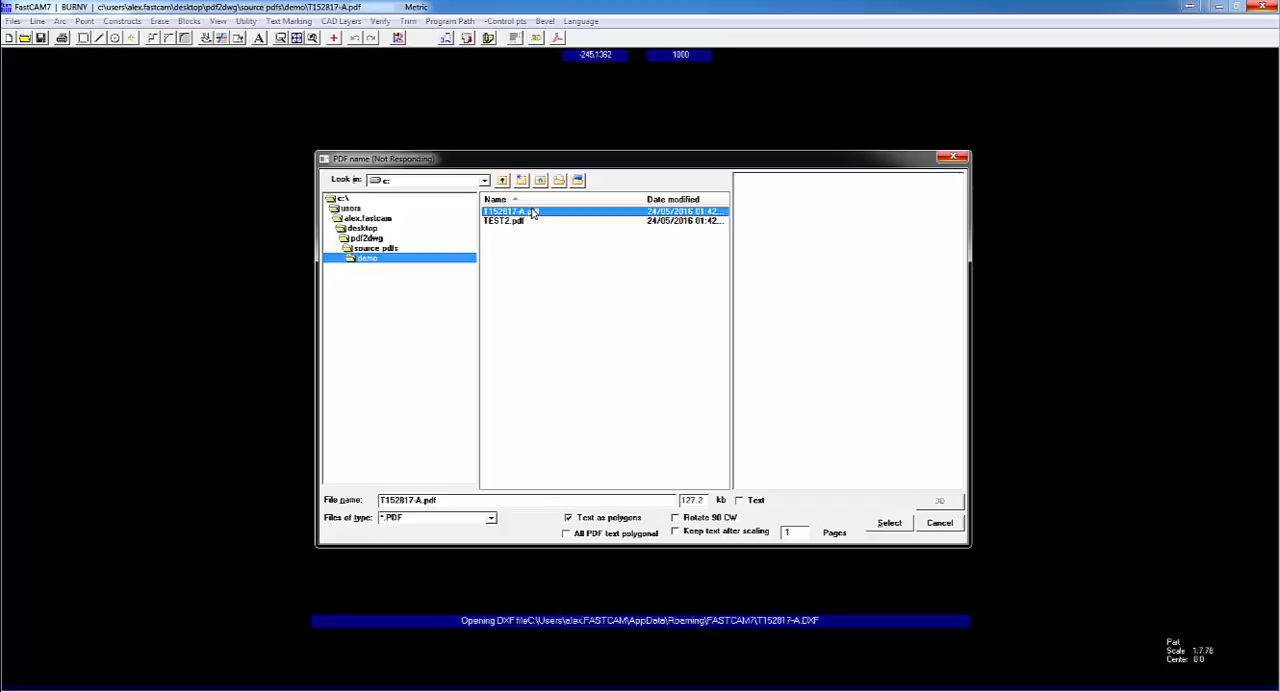 FastCAM7 | BURNY | c:\users\alex.fastcam\desktop\pdf2dwg\source pdfs\demo\T152817-A.pdf Metric
Files Line Arc Point Constructs Erase Blocks View Utility Text Marking CAD Layers Verify Trim Program Path -Control pts Bevel Language
-245.1382 1080
PDF name (Not Responding)
Look in: c:
Name Date modified
c:\
users
alex.fastcam
desktop
pdf2dwg
source pdfs
demo
T152817-A.pdf 24/05/2016 01:42...
TEST2.pdf 24/05/2016 01:42...
File name: T152817-A.pdf 127.2 kb Text 3D
Files of type: *.PDF Text as polygons Rotate 90 CW Select Cancel
All PDF text polygonal Keep text after scaling 1 Pages
Opening DXF fileC:\Users\alex.FASTCAM\AppData\Roaming\FASTCAM7\T152817-A.DXF
Part
Scale 1:7.78
Center 0:0